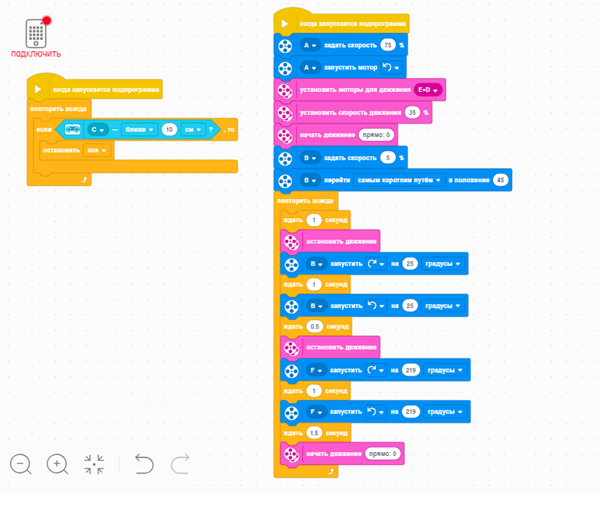 ПОДКЛЮЧИТЬ
когда запускается подпрограмма
повторять всегда
если C — ближе 10 см ? , то
остановить все
когда запускается подпрограмма
A задать скорость 75 %
A запустить мотор
установить моторы для движения E+D
установить скорость движения 35 %
начать движение прямо: 0
B задать скорость 5 %
B перейти самым коротким путём в положение 45
повторять всегда
ждать 1 секунд
остановить движение
B запустить на 25 градусы
ждать 1 секунд
B запустить на 25 градусы
ждать 0.5 секунд
остановить движение
F запустить на 219 градусы
ждать 1 секунд
F запустить на 219 градусы
ждать 1.5 секунд
начать движение прямо: 0